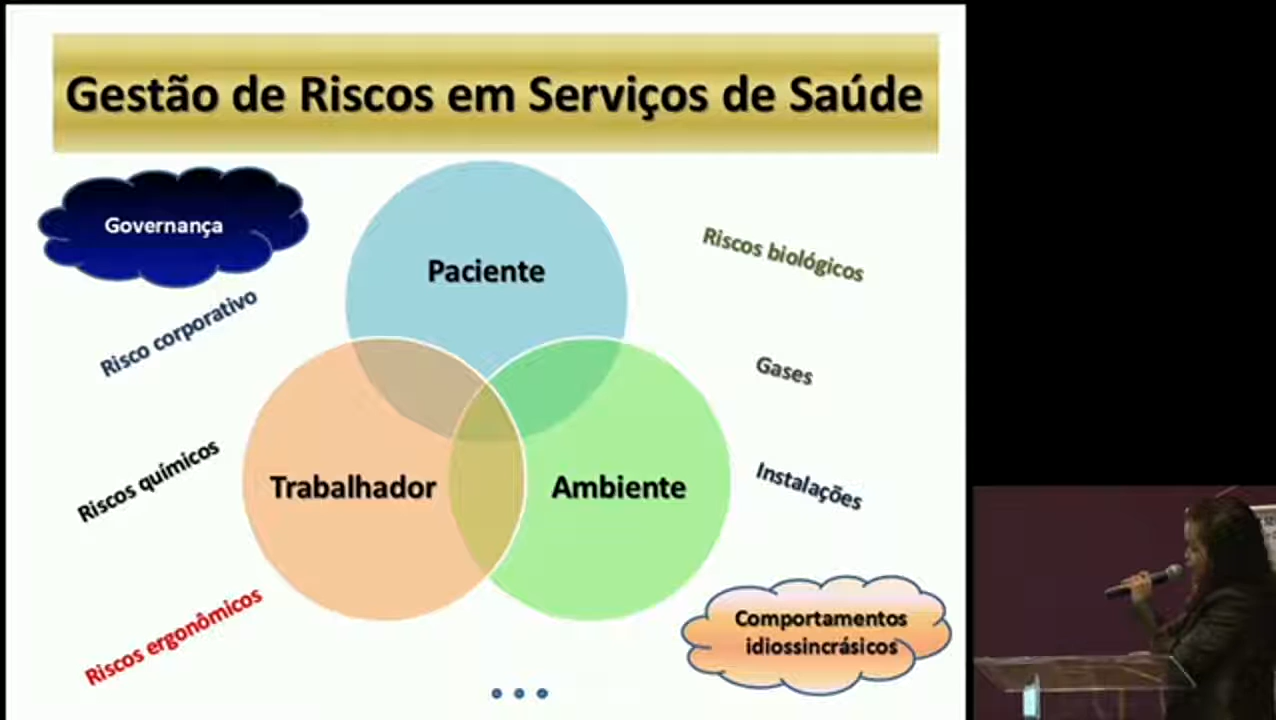 Gestão de Riscos em Serviços de Saúde
Governança
Paciente
Riscos biológicos
Risco corporativo
Gases
Riscos químicos
Trabalhador
Ambiente
Instalações
Riscos ergonômicos
Comportamentos
idiossincrásicos
...